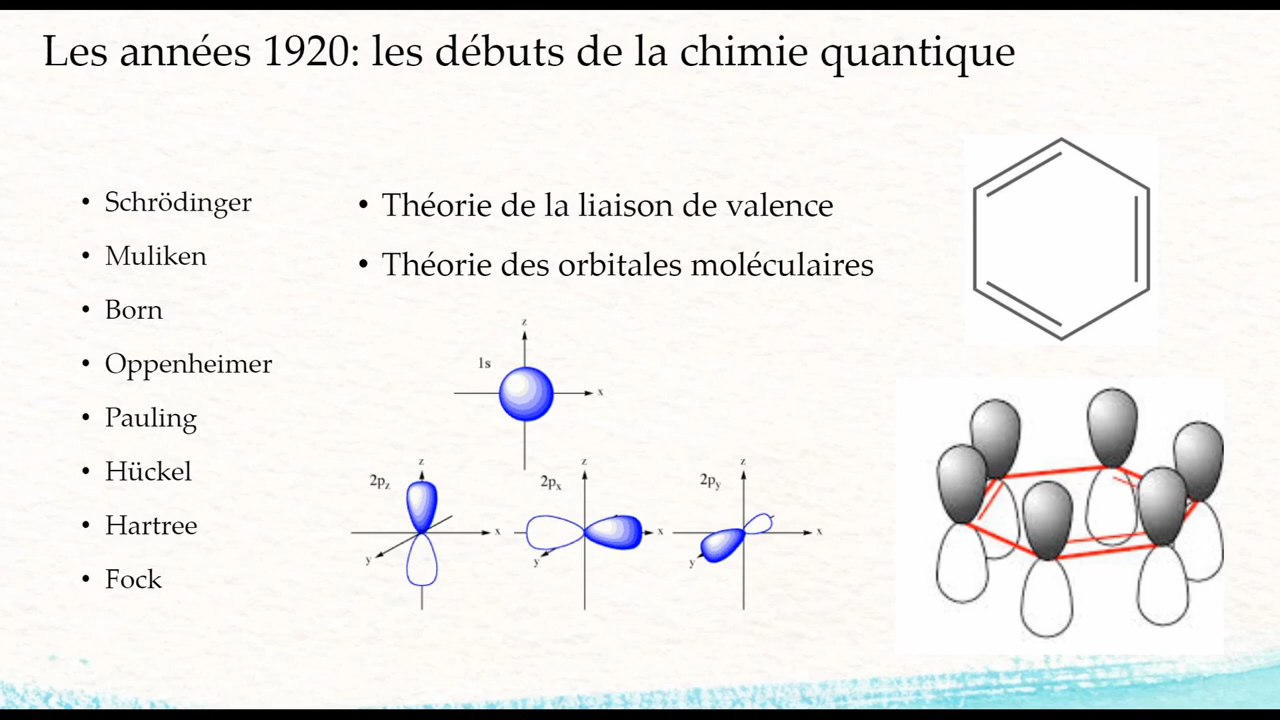 Les années 1920: les débuts de la chimie quantique
• Schrödinger
• Muliken
• Born
• Oppenheimer
• Pauling
• Hückel
• Hartree
• Fock
• Théorie de la liaison de valence
• Théorie des orbitales moléculaires
z
1s
x
z
2pz
x
y
z
2px
x
y
z
2py
x
y